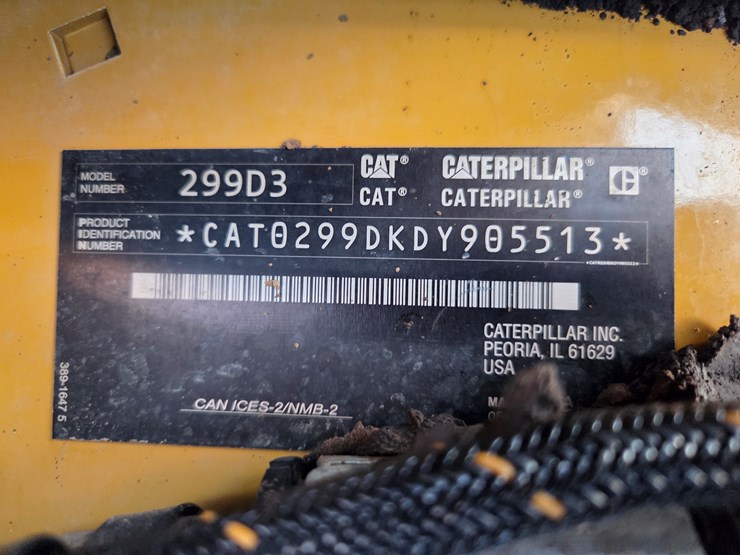 MODEL NUMBER 299D3
CAT® CATERPILLAR®
CAT® CATERPILLAR®
PRODUCT IDENTIFICATION NUMBER *CAT0299DKDY905513*
*CAT0299DKDY905513*
CATERPILLAR INC.
PEORIA, IL 61629
USA
389-1647 5
CAN ICES-2/NMB-2